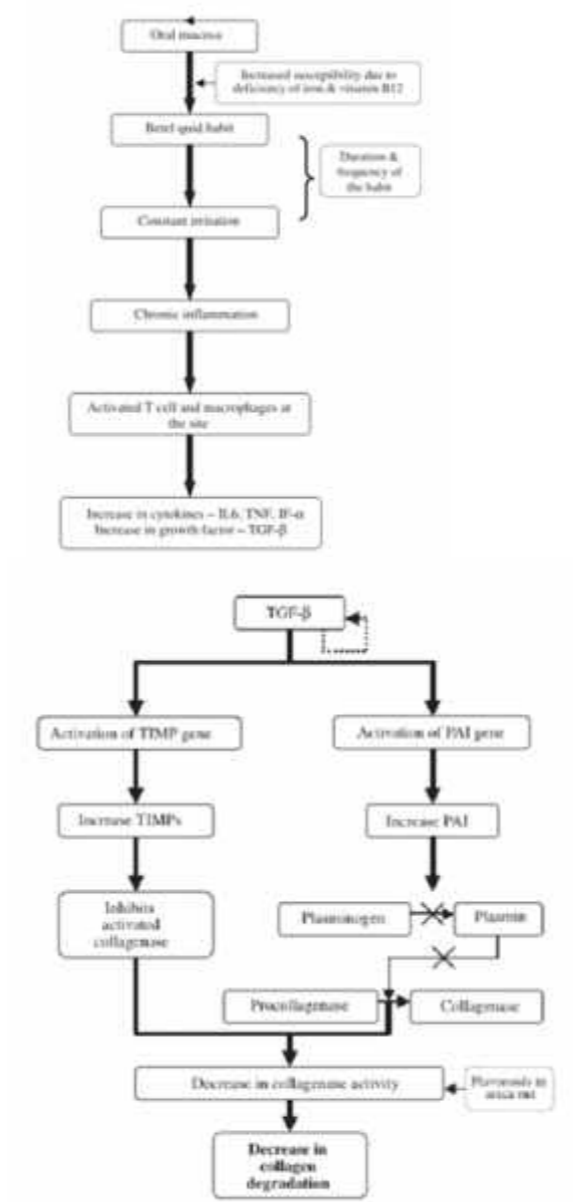 Oral mucosa
Increased susceptibility due to
deficiency of iron & vitamin B12
Betel quid habit
Duration &
frequency of
the habit
Constant irritation
Chronic inflammation
Activated T cell and macrophages at
the site
Increase in cytokines – IL6, TNF, IF-α
Increase in growth factor – TGF-β
TGF-β
Activation of TIMP gene
Activation of PAI gene
Increase TIMPs
Increase PAI
Inhibits
activated
collagenase
Plasminogen
Plasmin
Procollagenase
Collagenase
Decrease in collagenase activity
Flavonoids in
areca nut
Decrease in
collagen
degradation